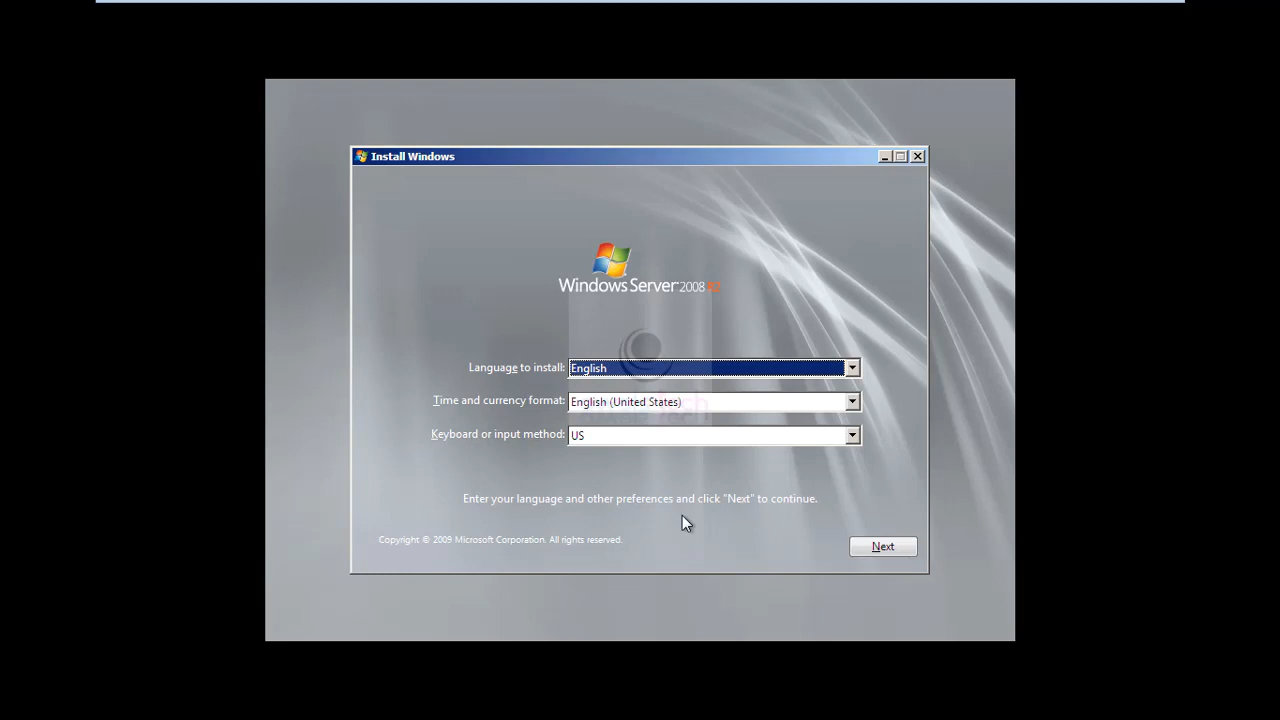 Install Windows
Windows Server 2008 R2
Language to install: English
Time and currency format: English (United States)
Keyboard or input method: US
Enter your language and other preferences and click "Next" to continue.
Copyright © 2009 Microsoft Corporation. All rights reserved.
Next